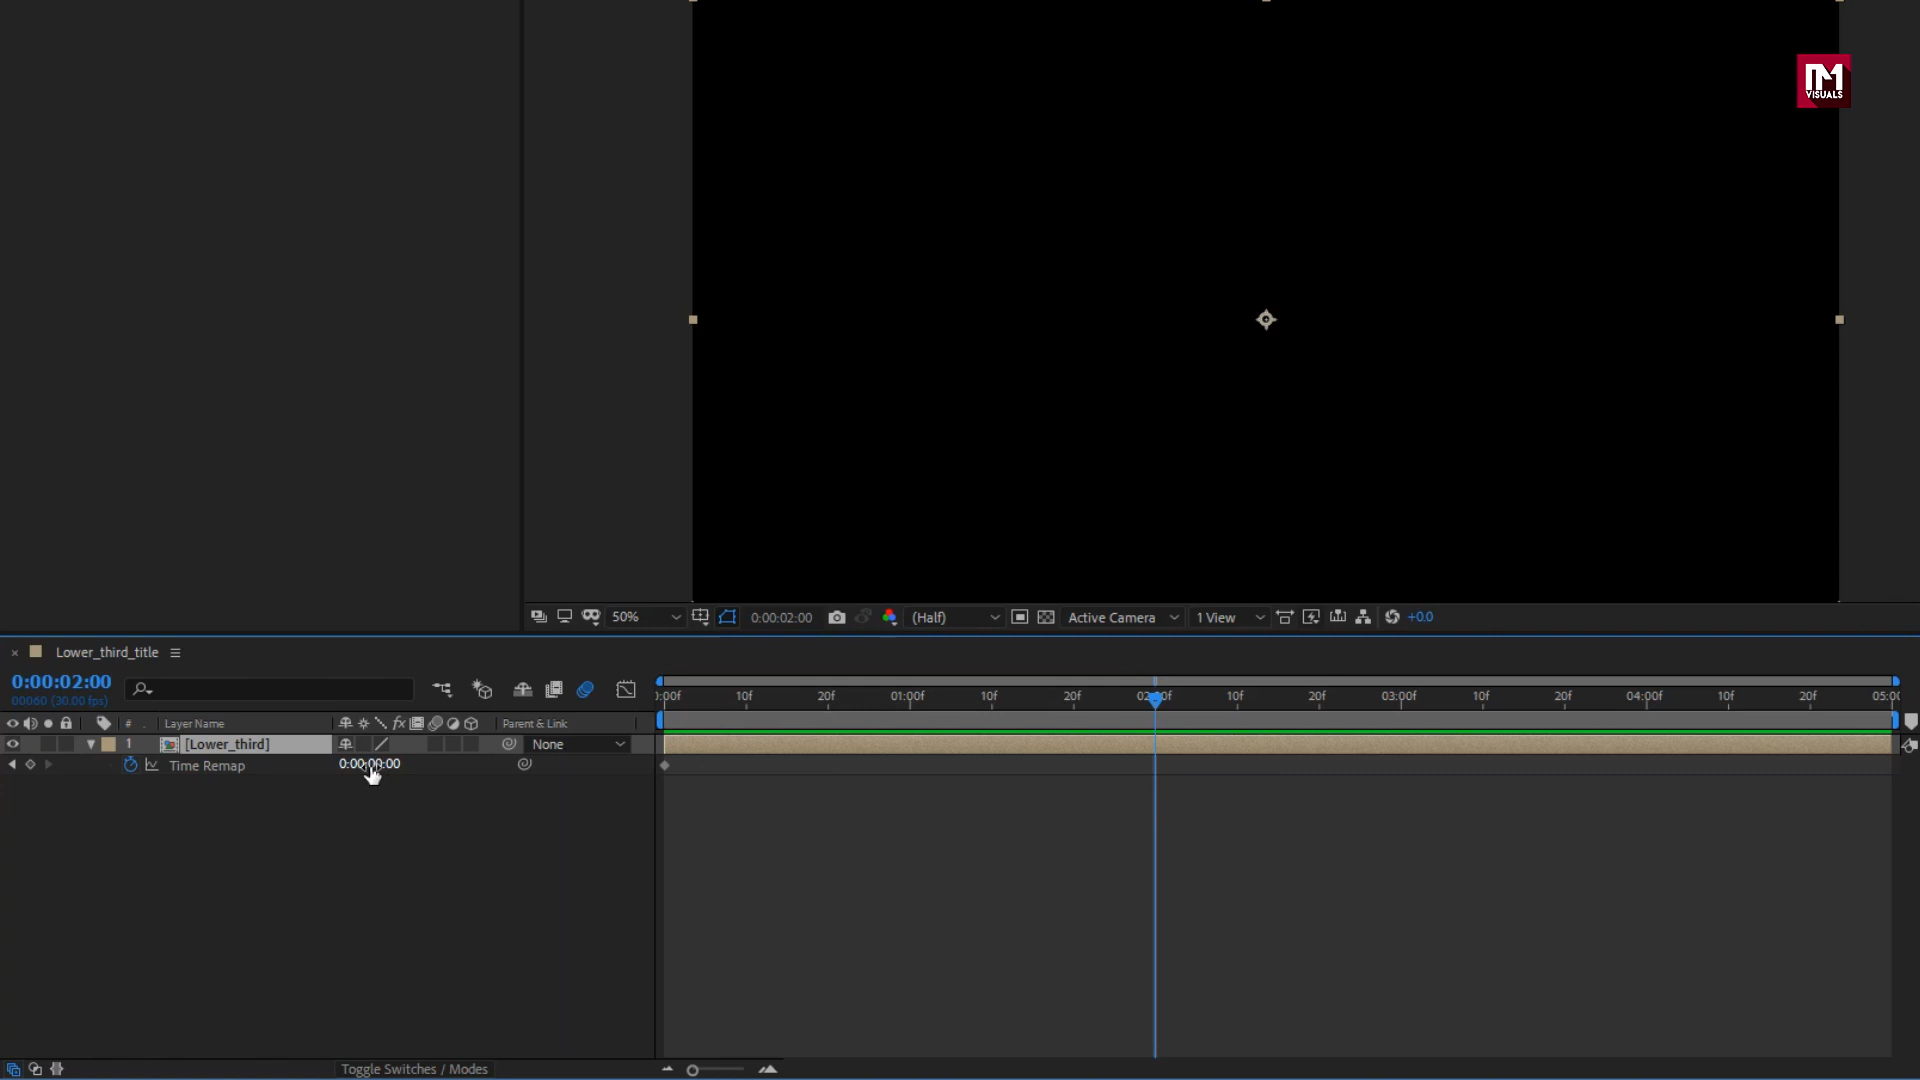 M
VISUALS
50% 0:00:02:00 (Half) Active Camera 1 View +0.0
Lower_third_title
0:00:02:00
00060 (30.00 fps)
):00f 10f 20f 01:00f 10f 20f 02:00f 10f 20f 03:00f 10f 20f 04:00f 10f 20f 05:00
# Layer Name fx Parent & Link
1 [Lower_third] None
Time Remap 0:00:00:00
Toggle Switches / Modes